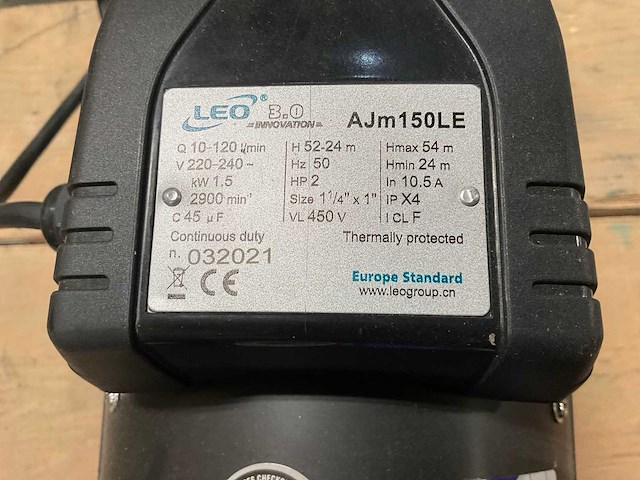 LEO® 3.0 INNOVATION AJm150LE
Q 10-120 l/min H 52-24 m Hmax 54 m
V 220-240 ~ Hz 50 Hmin 24 m
kW 1.5 HP 2 In 10.5 A
2900 min⁻¹ Size 1¹/4" x 1" IP X4
C 45 µF VL 450 V I CL F
Continuous duty Thermally protected
n. 032021
CE Europe Standard
www.leogroup.cn